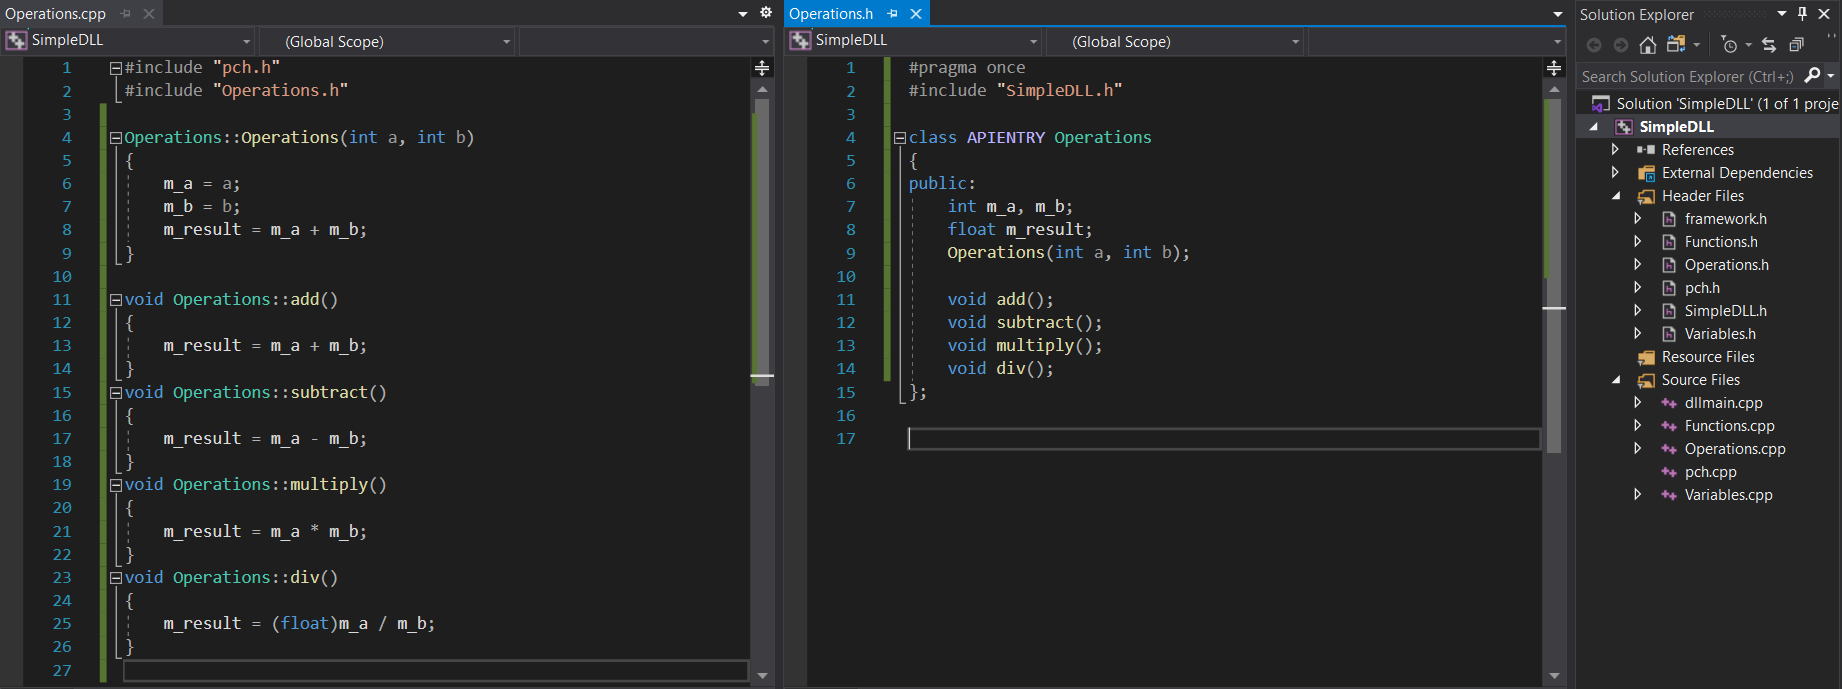 Operations.cpp
SimpleDLL (Global Scope)
1 #include "pch.h"
2 #include "Operations.h"
3
4 Operations::Operations(int a, int b)
5 {
6 m_a = a;
7 m_b = b;
8 m_result = m_a + m_b;
9 }
10
11 void Operations::add()
12 {
13 m_result = m_a + m_b;
14 }
15 void Operations::subtract()
16 {
17 m_result = m_a - m_b;
18 }
19 void Operations::multiply()
20 {
21 m_result = m_a * m_b;
22 }
23 void Operations::div()
24 {
25 m_result = (float)m_a / m_b;
26 }
27
Operations.h
SimpleDLL (Global Scope)
1 #pragma once
2 #include "SimpleDLL.h"
3
4 class APIENTRY Operations
5 {
6 public:
7 int m_a, m_b;
8 float m_result;
9 Operations(int a, int b);
10
11 void add();
12 void subtract();
13 void multiply();
14 void div();
15 };
16
17
Solution Explorer
Search Solution Explorer (Ctrl+;)
Solution 'SimpleDLL' (1 of 1 proje
SimpleDLL
References
External Dependencies
Header Files
framework.h
Functions.h
Operations.h
pch.h
SimpleDLL.h
Variables.h
Resource Files
Source Files
dllmain.cpp
Functions.cpp
Operations.cpp
pch.cpp
Variables.cpp